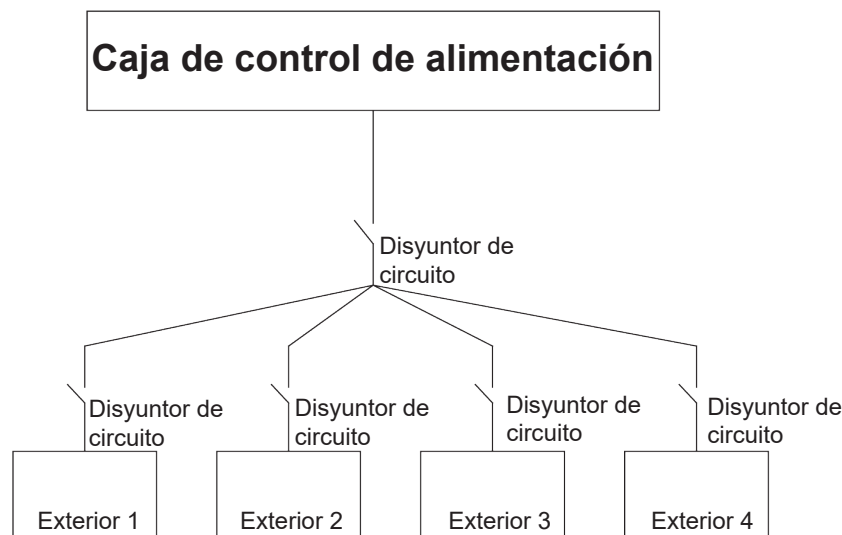 Caja de control de alimentación
Disyuntor de
circuito
Disyuntor de
circuito
Disyuntor de
circuito
Disyuntor de
circuito
Disyuntor de
circuito
Exterior 1
Exterior 2
Exterior 3
Exterior 4